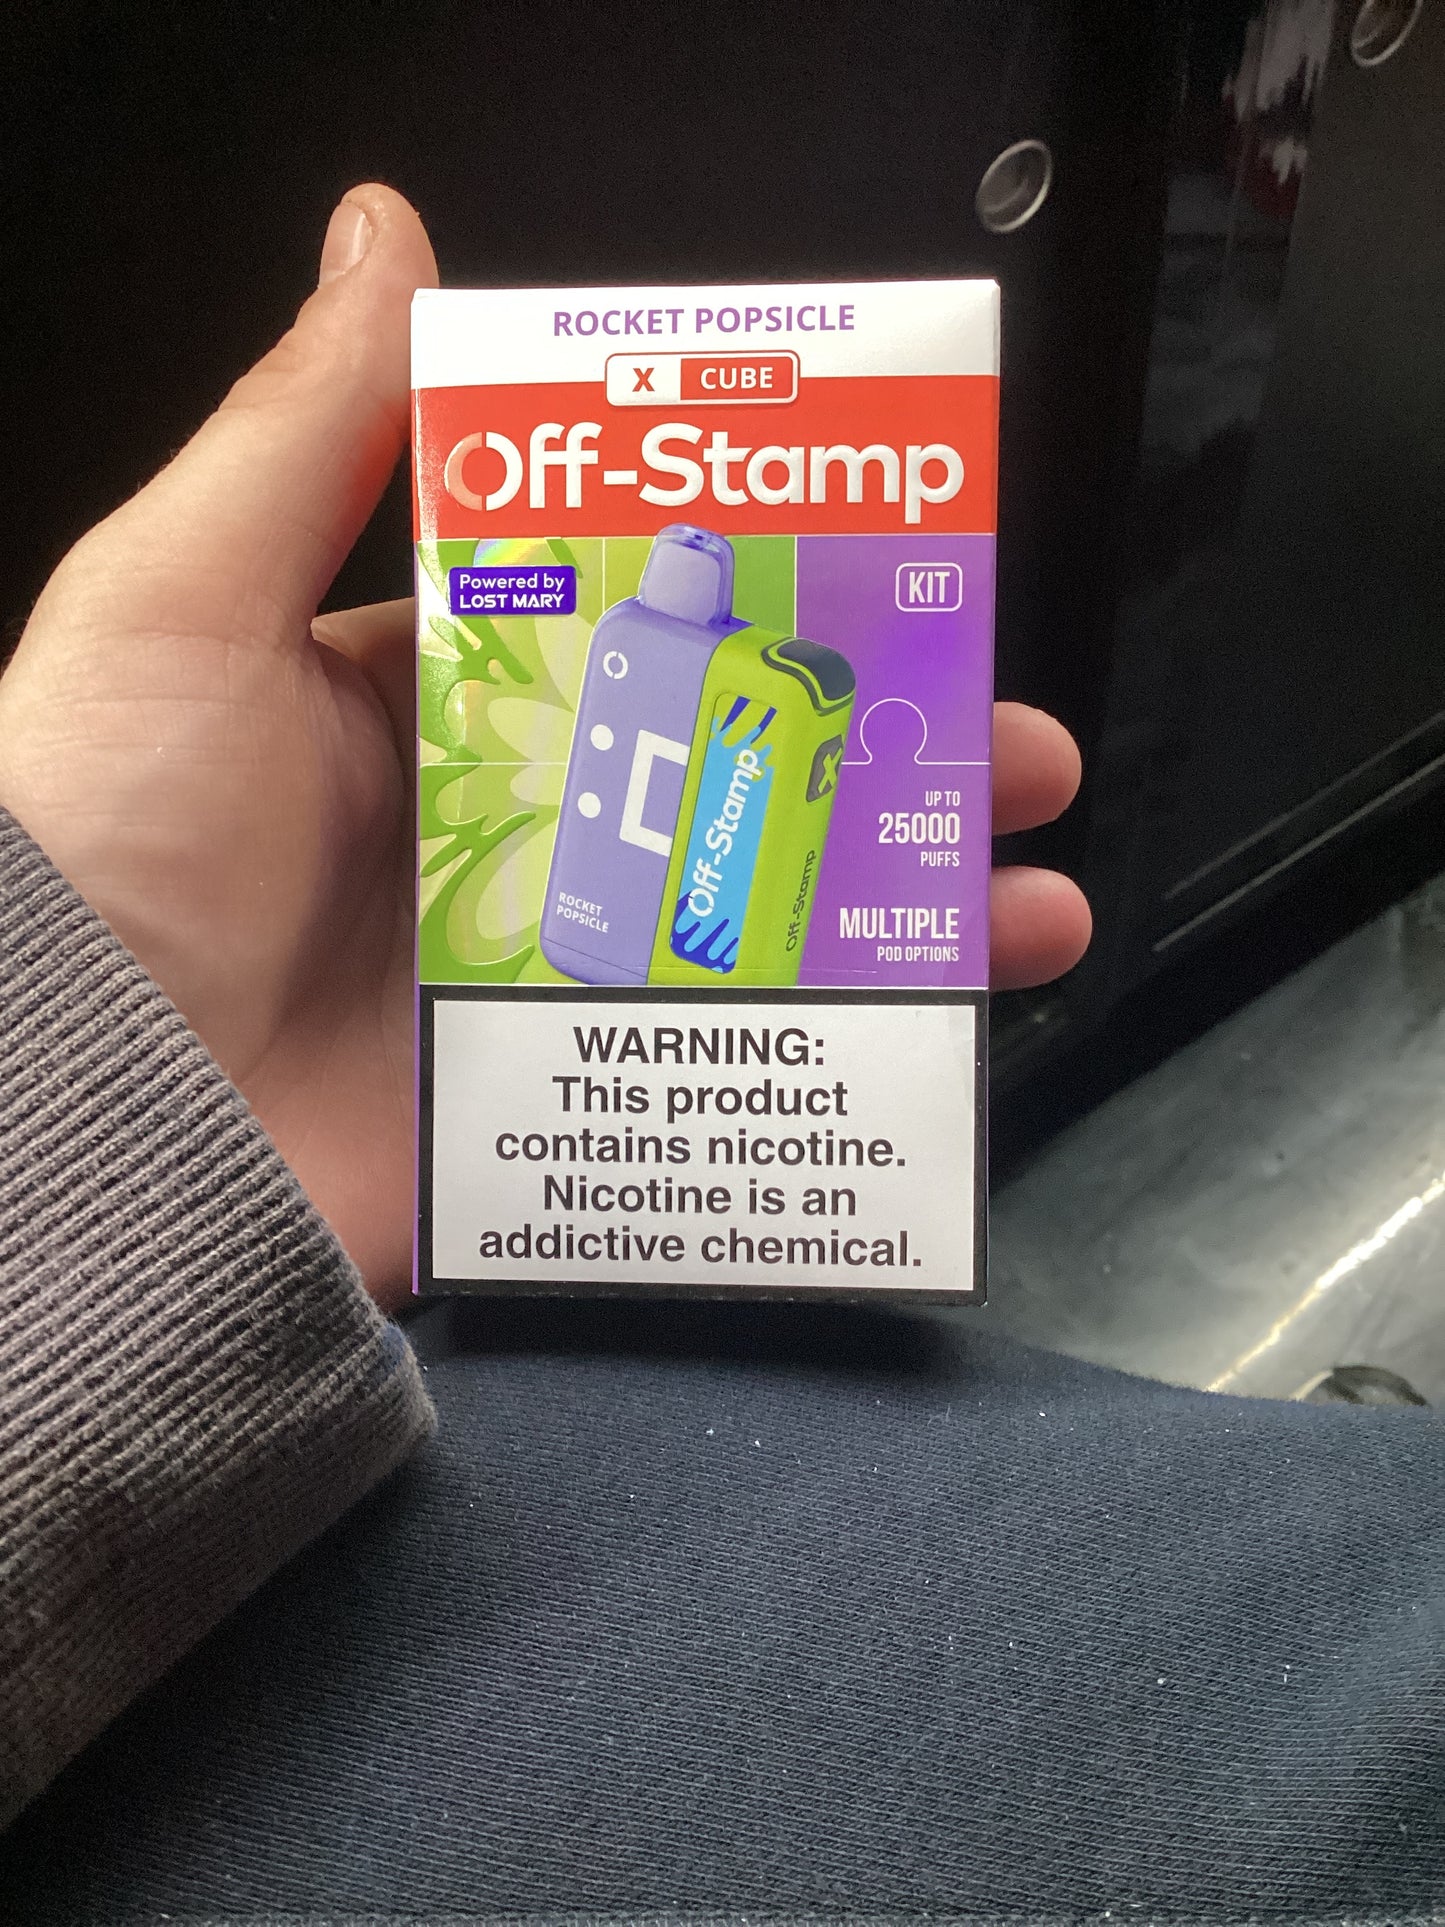 ROCKET POPSICLE
X CUBE
Off-Stamp
Powered by
LOST MARY
KIT
Off-Stamp
X
Off-Stamp
ROCKET
POPSICLE
UP TO
25000
PUFFS
MULTIPLE
POD OPTIONS
WARNING:
This product
contains nicotine.
Nicotine is an
addictive chemical.